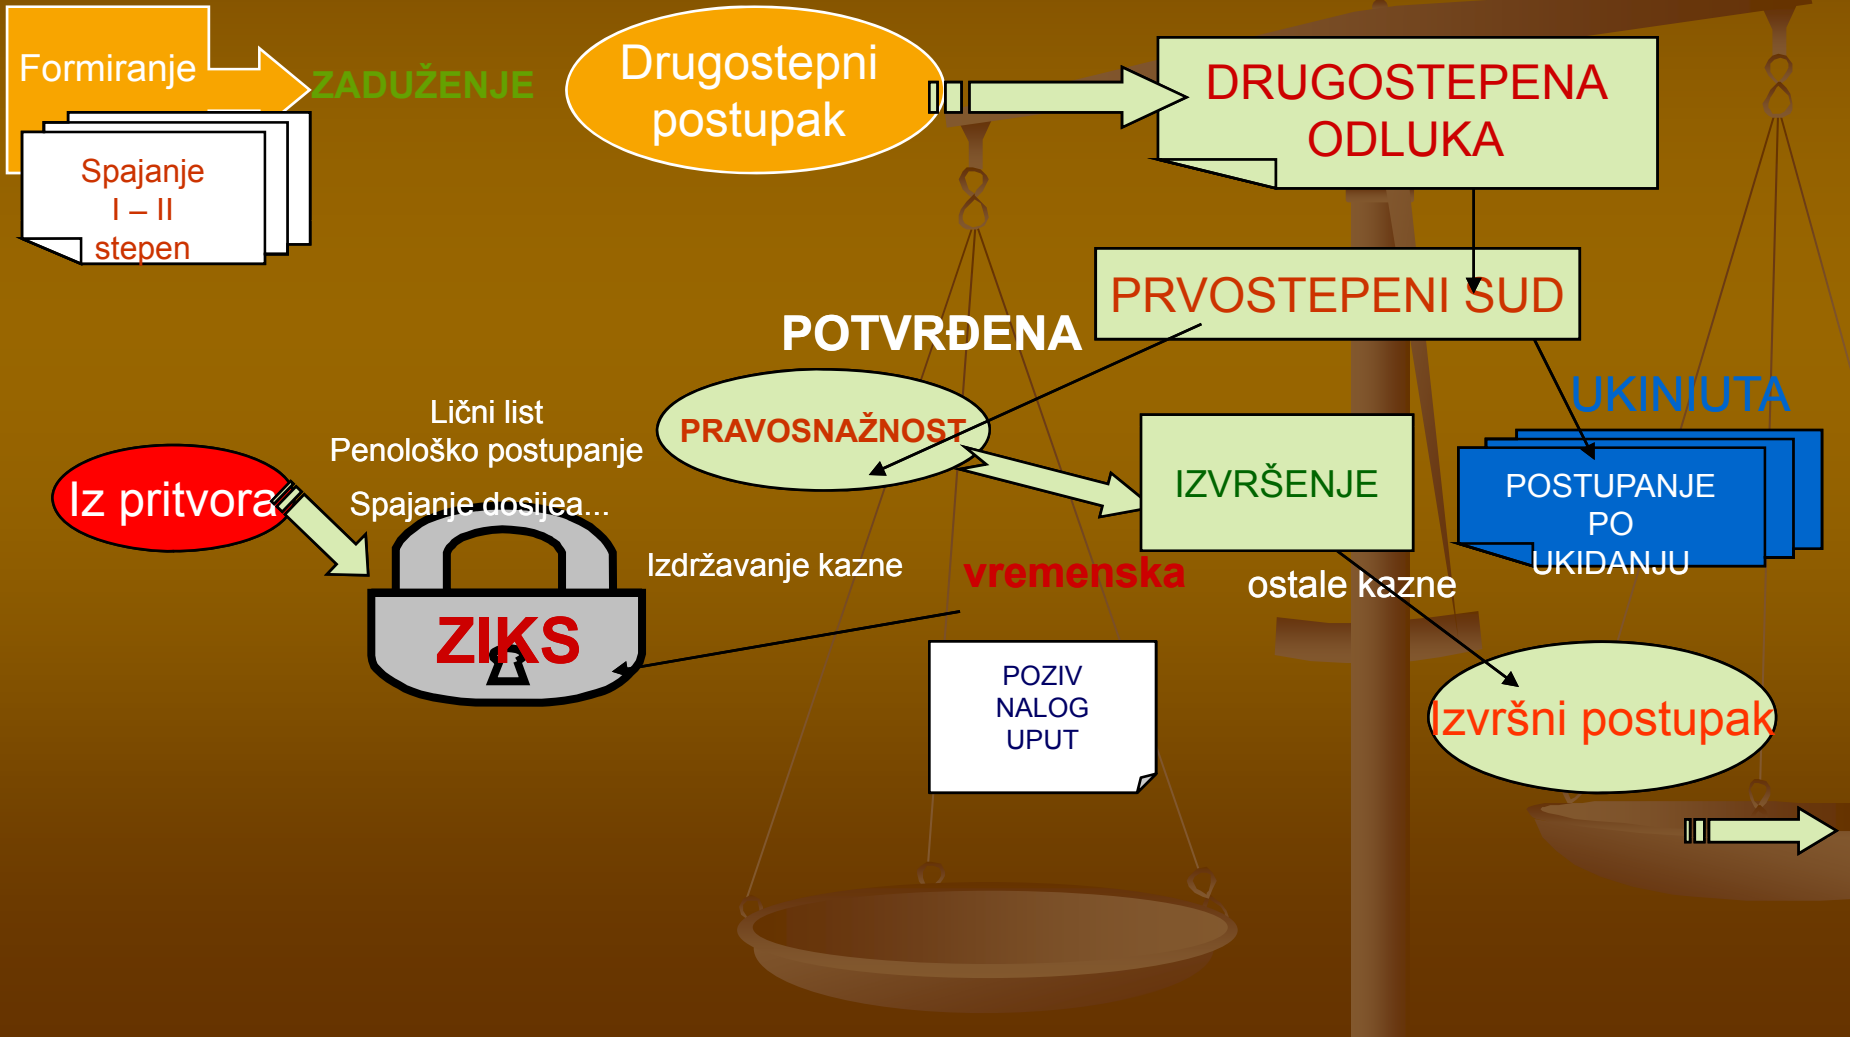 Formiranje
ZADUŽENJE
Spajanje
I – II
stepen
Drugostepni
postupak
DRUGOSTEPENA
ODLUKA
PRVOSTEPENI SUD
POTVRĐENA
UKINIUTA
PRAVOSNAŽNOST
IZVRŠENJE
POSTUPANJE
PO
UKIDANJU
Lični list
Penološko postupanje
Spajanje dosijea...
Iz pritvora
ZIKS
Izdržavanje kazne
vremenska
ostale kazne
POZIV
NALOG
UPUT
Izvršni postupak